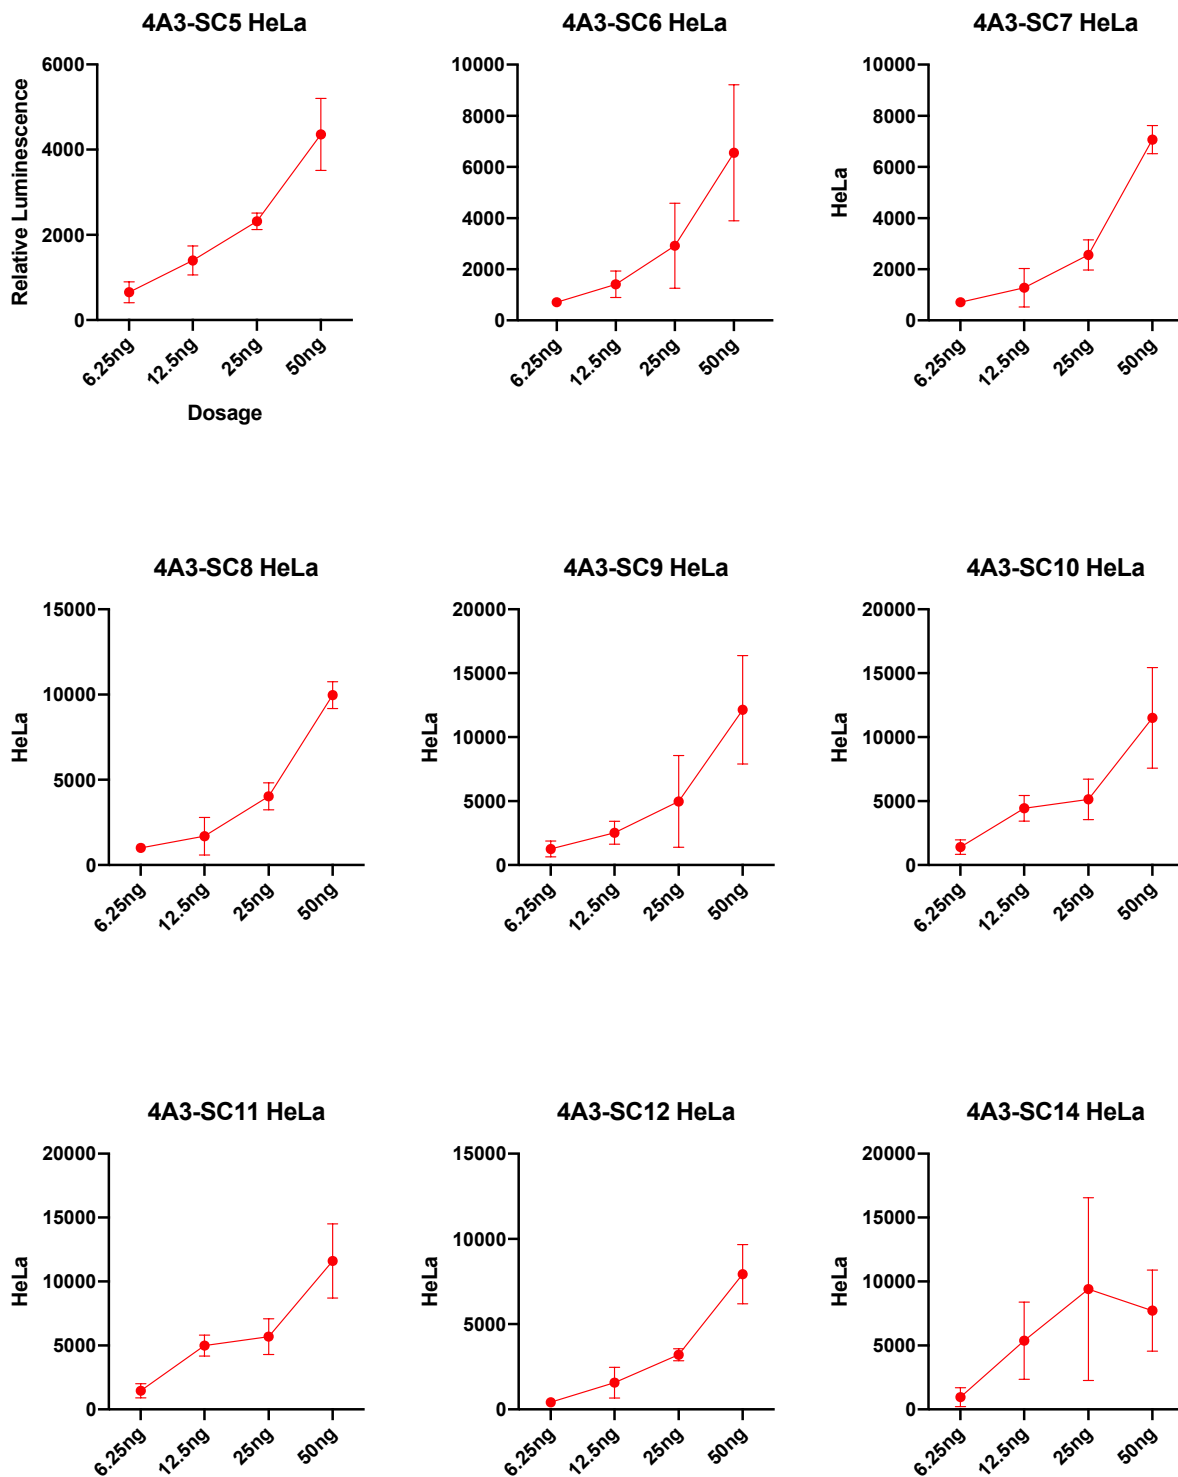 4A3-SC5 HeLa
Relative Luminescence
6000
4000
2000
0
6.25ng
12.5ng
25ng
50ng
Dosage
4A3-SC6 HeLa
10000
8000
6000
4000
2000
0
6.25ng
12.5ng
25ng
50ng
4A3-SC7 HeLa
HeLa
10000
8000
6000
4000
2000
0
6.25ng
12.5ng
25ng
50ng
4A3-SC8 HeLa
HeLa
15000
10000
5000
0
6.25ng
12.5ng
25ng
50ng
4A3-SC9 HeLa
HeLa
20000
15000
10000
5000
0
6.25ng
12.5ng
25ng
50ng
4A3-SC10 HeLa
HeLa
20000
15000
10000
5000
0
6.25ng
12.5ng
25ng
50ng
4A3-SC11 HeLa
HeLa
20000
15000
10000
5000
0
6.25ng
12.5ng
25ng
50ng
4A3-SC12 HeLa
HeLa
15000
10000
5000
0
6.25ng
12.5ng
25ng
50ng
4A3-SC14 HeLa
HeLa
20000
15000
10000
5000
0
6.25ng
12.5ng
25ng
50ng